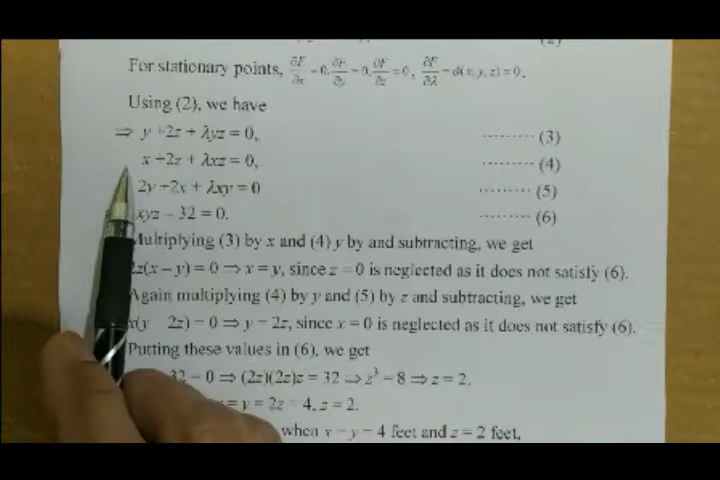 (2)
For stationary points, ∂F/∂x = 0, ∂F/∂y = 0, ∂F/∂z = 0, ∂F/∂λ = φ(x, y, z) = 0.
Using (2), we have
⇒ y + 2z + λyz = 0, ......... (3)
x + 2z + λxz = 0, ......... (4)
2y + 2x + λxy = 0 ......... (5)
xyz − 32 = 0. ......... (6)
Multiplying (3) by x and (4) y by and subtracting, we get
2z(x − y) = 0 ⇒ x = y, since z = 0 is neglected as it does not satisfy (6).
Again multiplying (4) by y and (5) by z and subtracting, we get
x(y − 2z) = 0 ⇒ y = 2z, since x = 0 is neglected as it does not satisfy (6).
Putting these values in (6), we get
32 = 0 ⇒ (2z)(2z)z = 32 ⇒ z³ = 8 ⇒ z = 2.
= y = 2z = 4, z = 2.
when x = y = 4 feet and z = 2 feet,